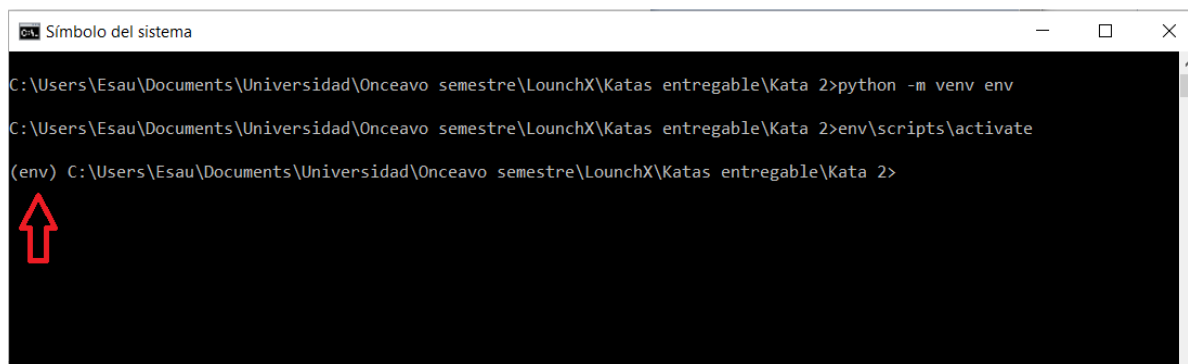 Símbolo del sistema
C:\Users\Esau\Documents\Universidad\Onceavo semestre\LounchX\Katas entregable\Kata 2>python -m venv env
C:\Users\Esau\Documents\Universidad\Onceavo semestre\LounchX\Katas entregable\Kata 2>env\scripts\activate
(env) C:\Users\Esau\Documents\Universidad\Onceavo semestre\LounchX\Katas entregable\Kata 2>